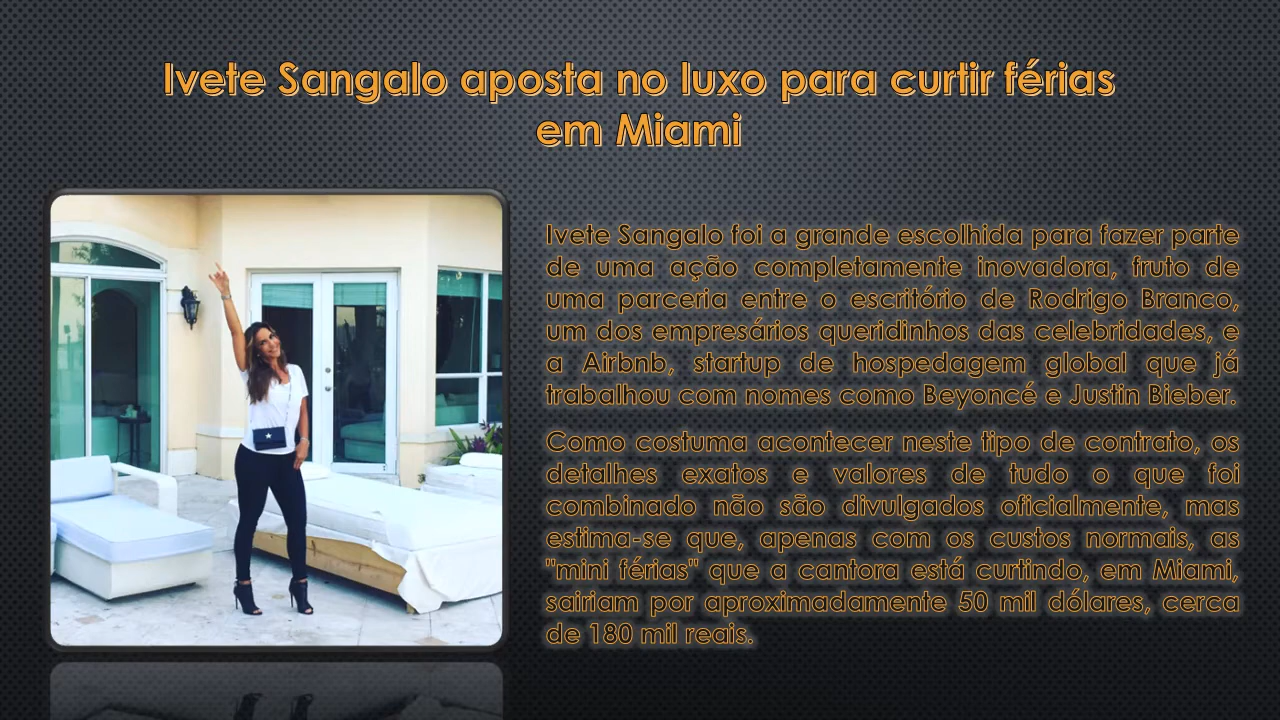 Ivete Sangalo aposta no luxo para curtir férias
em Miami
Ivete Sangalo foi a grande escolhida para fazer parte
de uma ação completamente inovadora, fruto de
uma parceria entre o escritório de Rodrigo Branco,
um dos empresários queridinhos das celebridades, e
a Airbnb, startup de hospedagem global que já
trabalhou com nomes como Beyoncé e Justin Bieber.
Como costuma acontecer neste tipo de contrato, os
detalhes exatos e valores de tudo o que foi
combinado não são divulgados oficialmente, mas
estima-se que, apenas com os custos normais, as
"mini férias" que a cantora está curtindo, em Miami,
sairiam por aproximadamente 50 mil dólares, cerca
de 180 mil reais.